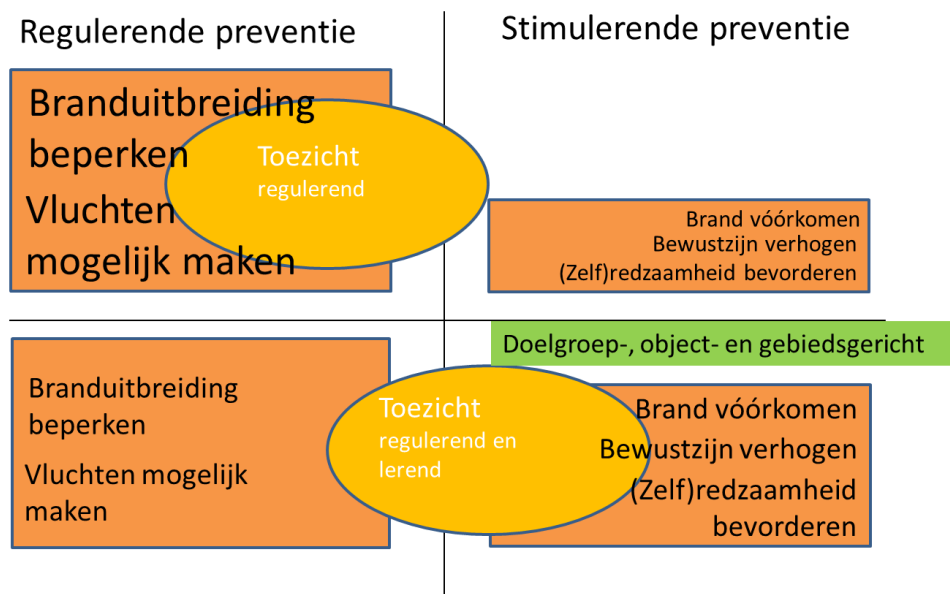 Regulerende preventie
Stimulerende preventie
Branduitbreiding
beperken
Vluchten
mogelijk maken
Toezicht
regulerend
Brand vóórkomen
Bewustzijn verhogen
(Zelf)redzaamheid bevorderen
Doelgroep-, object- en gebiedsgericht
Branduitbreiding
beperken
Vluchten mogelijk
maken
Toezicht
regulerend en
lerend
Brand vóórkomen
Bewustzijn verhogen
(Zelf)redzaamheid
bevorderen